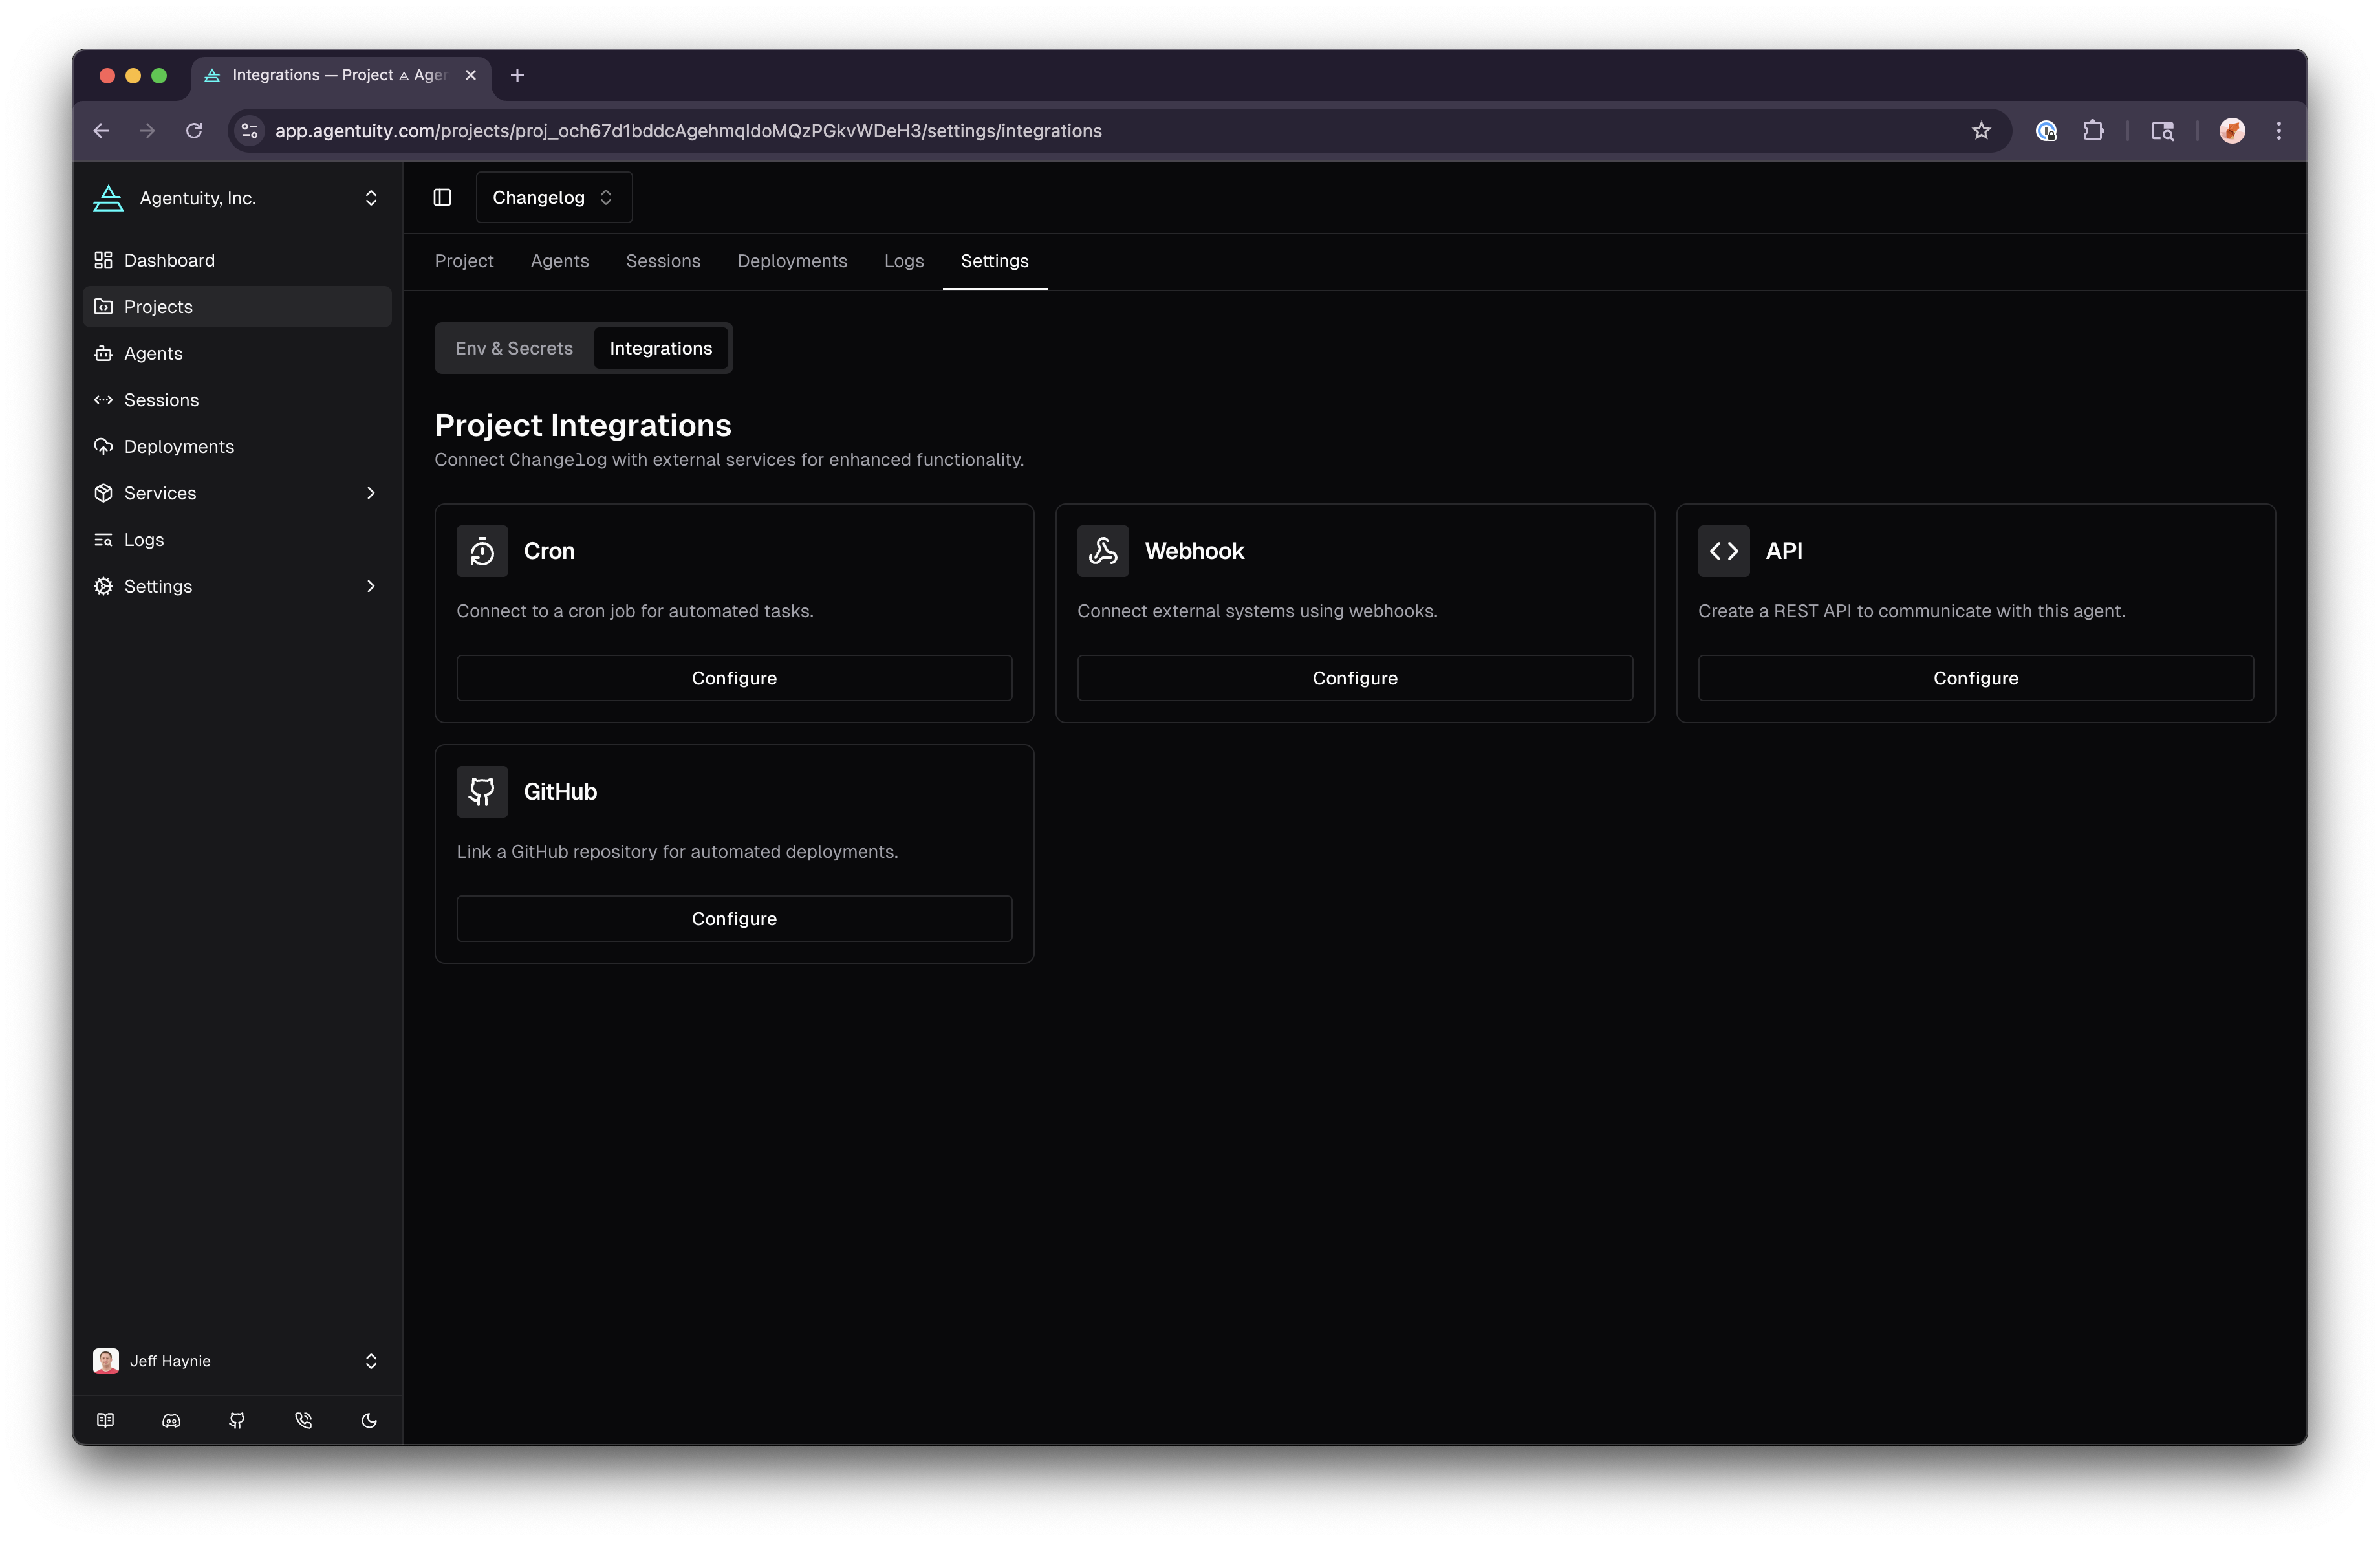 Integrations — Project
app.agentuity.com/projects/proj_och67d1bddcAgehmqldoMQzPGkvWDeH3/settings/integrations
Agentuity, Inc.
Changelog
Dashboard
Projects
Agents
Sessions
Deployments
Services
Logs
Settings
Project Agents Sessions Deployments Logs Settings
Env & Secrets Integrations
Project Integrations
Connect Changelog with external services for enhanced functionality.
Cron
Connect to a cron job for automated tasks.
Configure
Webhook
Connect external systems using webhooks.
Configure
API
Create a REST API to communicate with this agent.
Configure
GitHub
Link a GitHub repository for automated deployments.
Configure
Jeff Haynie